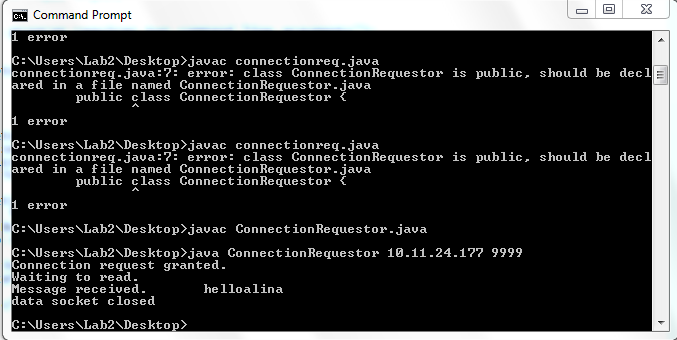 Command Prompt
1 error
C:\Users\Lab2\Desktop>javac connectionreq.java
connectionreq.java:7: error: class ConnectionRequestor is public, should be decl
ared in a file named ConnectionRequestor.java
        public class ConnectionRequestor {
               ^
1 error
C:\Users\Lab2\Desktop>javac connectionreq.java
connectionreq.java:7: error: class ConnectionRequestor is public, should be decl
ared in a file named ConnectionRequestor.java
        public class ConnectionRequestor {
               ^
1 error
C:\Users\Lab2\Desktop>javac ConnectionRequestor.java
C:\Users\Lab2\Desktop>java ConnectionRequestor 10.11.24.177 9999
Connection request granted.
Waiting to read.
Message received.       helloalina
data socket closed
C:\Users\Lab2\Desktop>